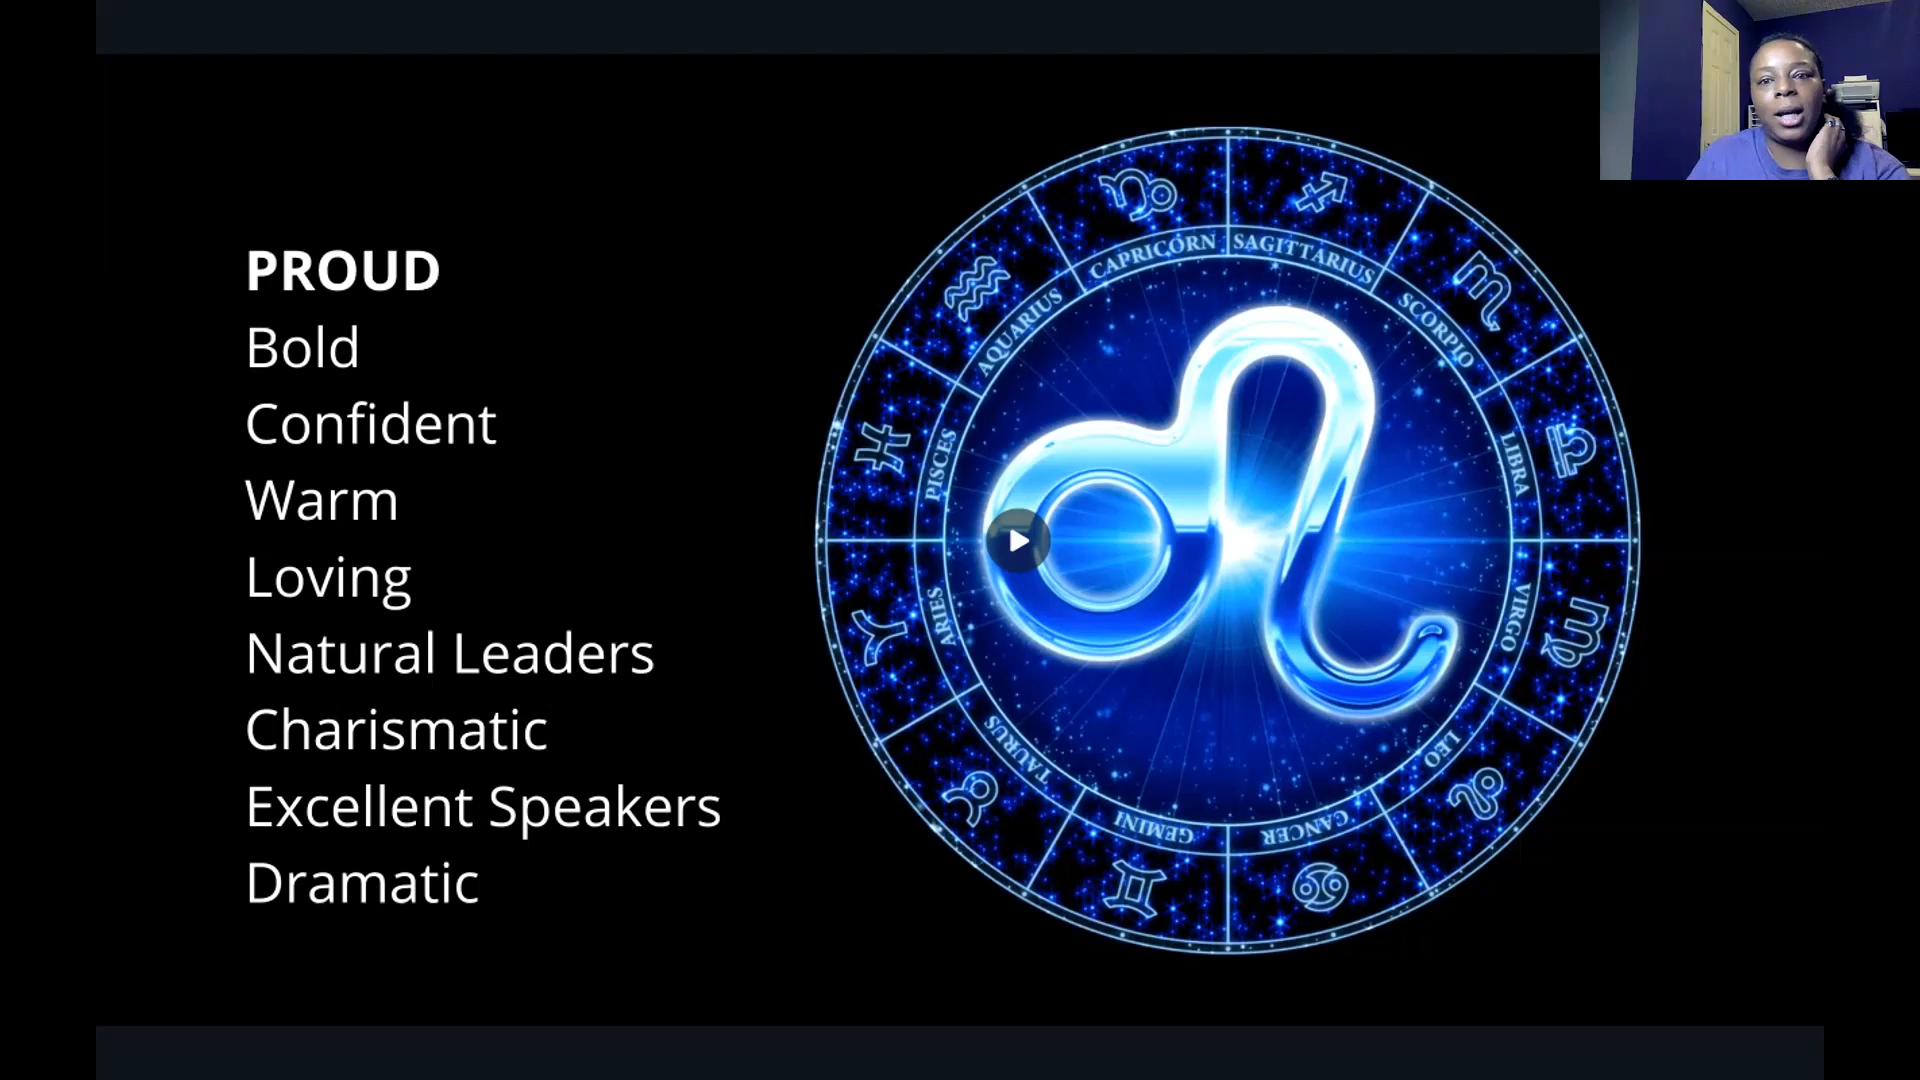 PROUD
Bold
Confident
Warm
Loving
Natural Leaders
Charismatic
Excellent Speakers
Dramatic
CAPRICORN
SAGITTARIUS
SCORPIO
LIBRA
VIRGO
LEO
CANCER
GEMINI
TAURUS
ARIES
PISCES
AQUARIUS